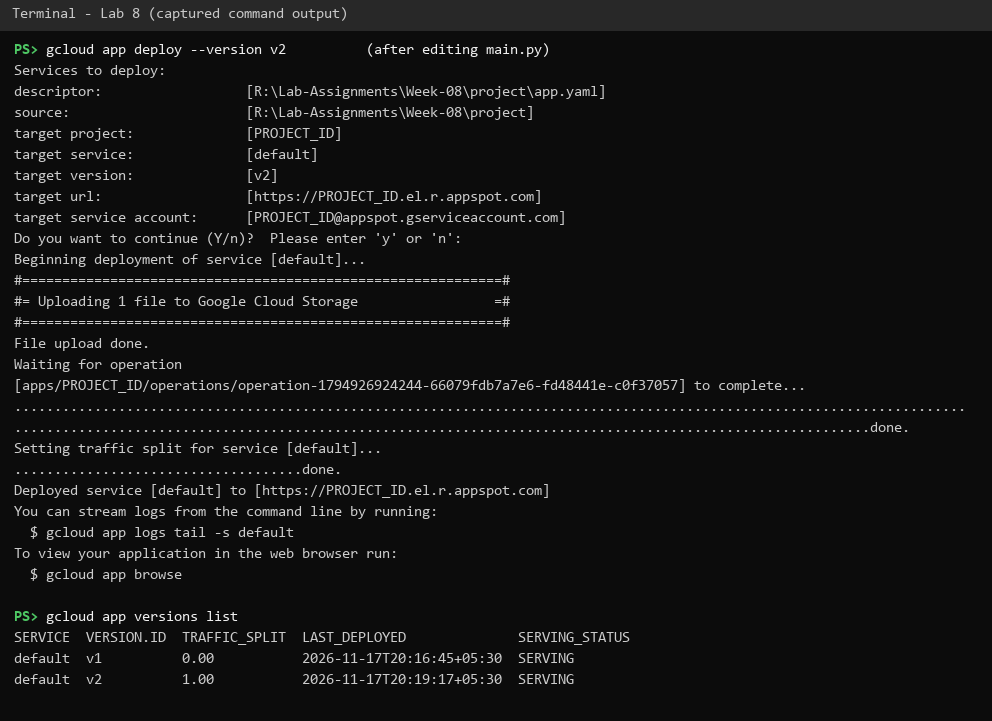 Terminal - Lab 8 (captured command output)
PS> gcloud app deploy --version v2          (after editing main.py)
Services to deploy:
descriptor:                  [R:\Lab-Assignments\Week-08\project\app.yaml]
source:                      [R:\Lab-Assignments\Week-08\project]
target project:              [PROJECT_ID]
target service:              [default]
target version:              [v2]
target url:                  [https://PROJECT_ID.el.r.appspot.com]
target service account:      [PROJECT_ID@appspot.gserviceaccount.com]
Do you want to continue (Y/n)?  Please enter 'y' or 'n':
Beginning deployment of service [default]...
#============================================================#
#= Uploading 1 file to Google Cloud Storage                 =#
#============================================================#
File upload done.
Waiting for operation
[apps/PROJECT_ID/operations/operation-1794926924244-66079fdb7a7e6-fd48441e-c0f37057] to complete...
.......................................................................................................................
...........................................................................................................done.
Setting traffic split for service [default]...
....................................done.
Deployed service [default] to [https://PROJECT_ID.el.r.appspot.com]
You can stream logs from the command line by running:
  $ gcloud app logs tail -s default
To view your application in the web browser run:
  $ gcloud app browse
PS> gcloud app versions list
SERVICE  VERSION.ID  TRAFFIC_SPLIT  LAST_DEPLOYED              SERVING_STATUS
default  v1          0.00           2026-11-17T20:16:45+05:30  SERVING
default  v2          1.00           2026-11-17T20:19:17+05:30  SERVING